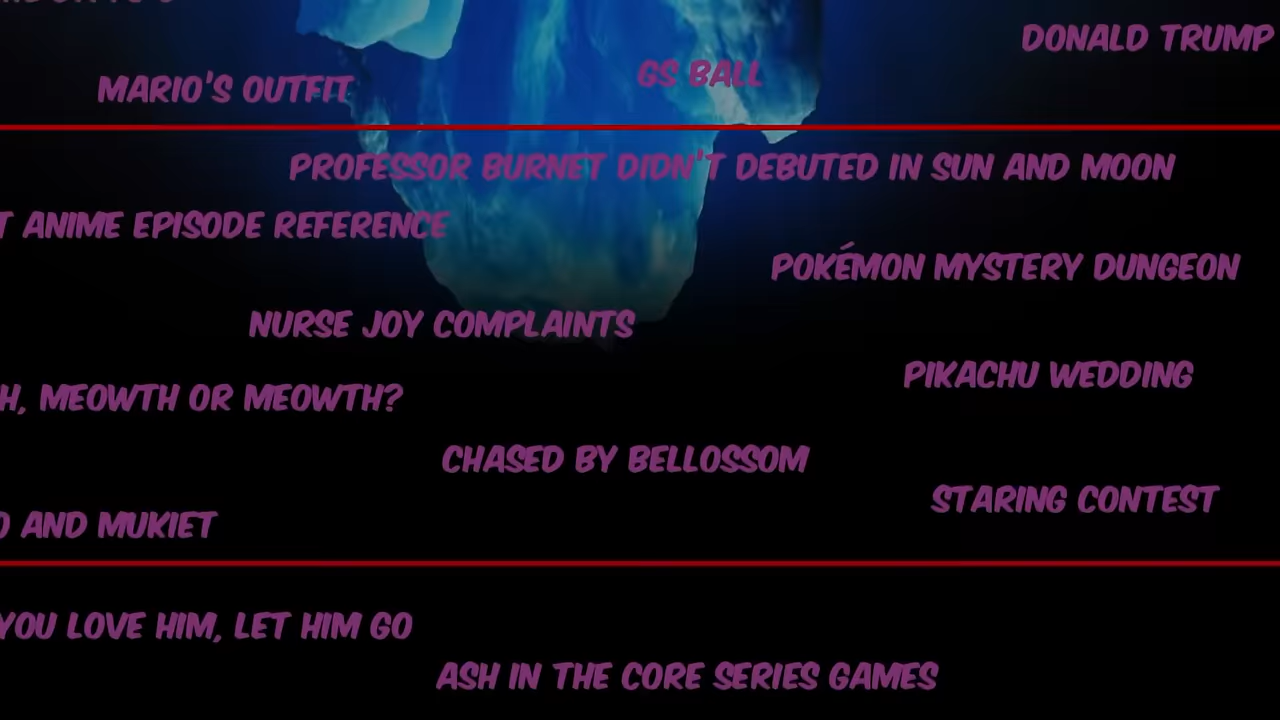 DONALD TRUMP
GS BALL
MARIO'S OUTFIT
PROFESSOR BURNET DIDN'T DEBUTED IN SUN AND MOON
ANIME EPISODE REFERENCE
POKÉMON MYSTERY DUNGEON
NURSE JOY COMPLAINTS
PIKACHU WEDDING
MEOWTH OR MEOWTH?
CHASED BY BELLOSSOM
STARING CONTEST
AND MUKIET
YOU LOVE HIM, LET HIM GO
ASH IN THE CORE SERIES GAMES